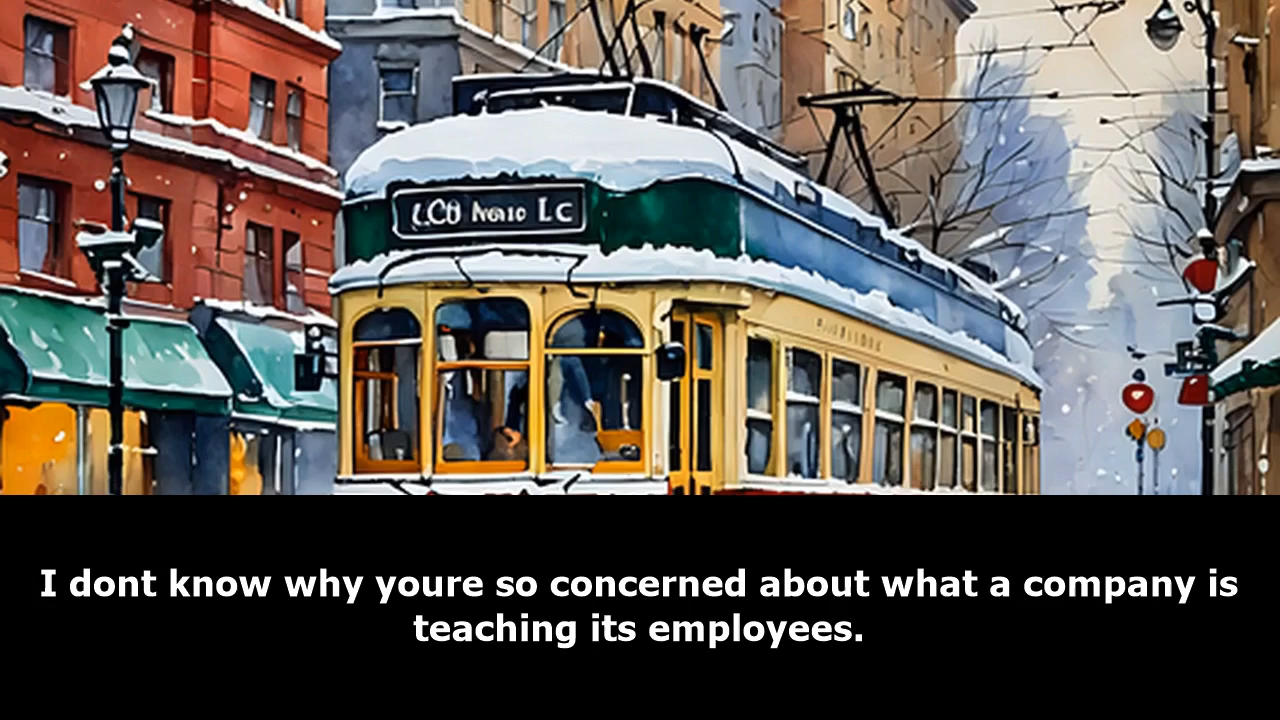 I dont know why youre so concerned about what a company is
teaching its employees.